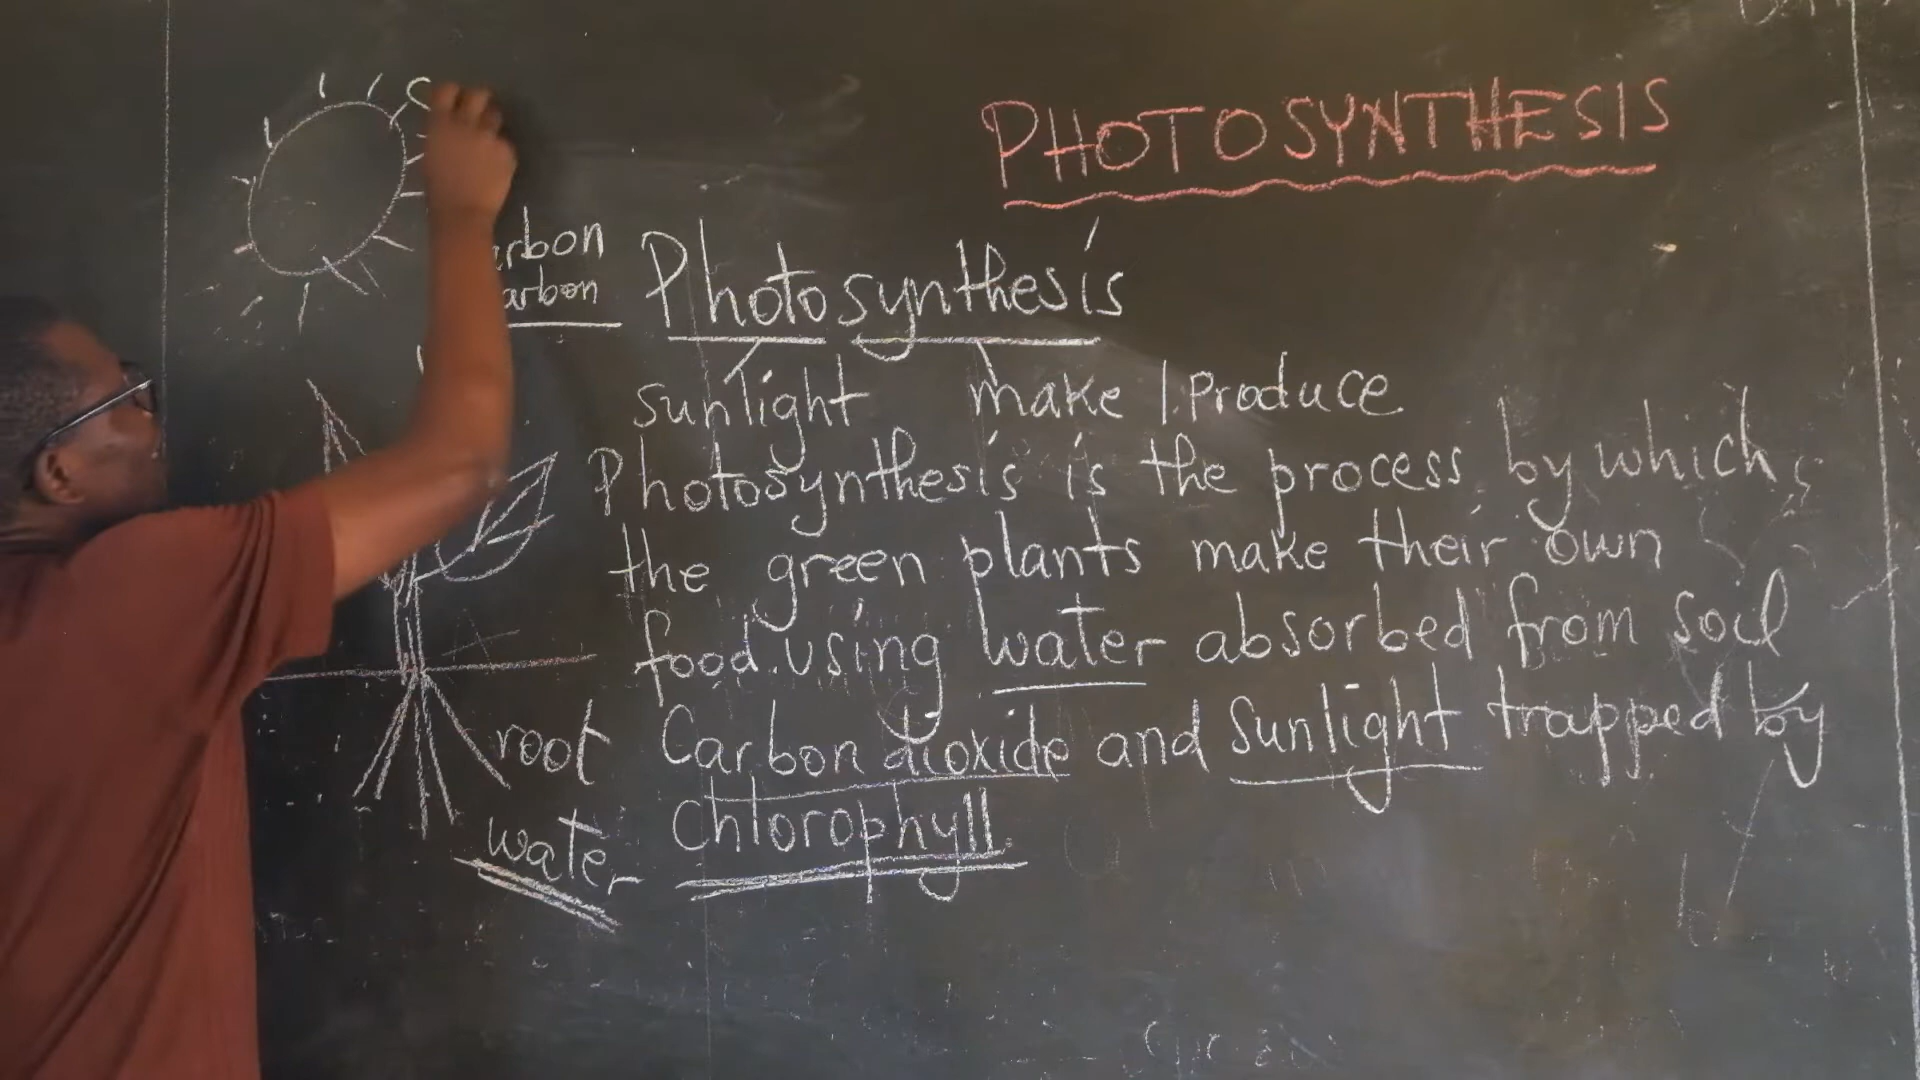 PHOTOSYNTHESIS
arbon
arbon
Photosynthesis
sunlight make /.Produce
Photosynthesis is the process by which
the green plants make their own
food.using water absorbed from soil
Carbon dioxide and Sunlight trapped by
Chlorophyll.
root
water